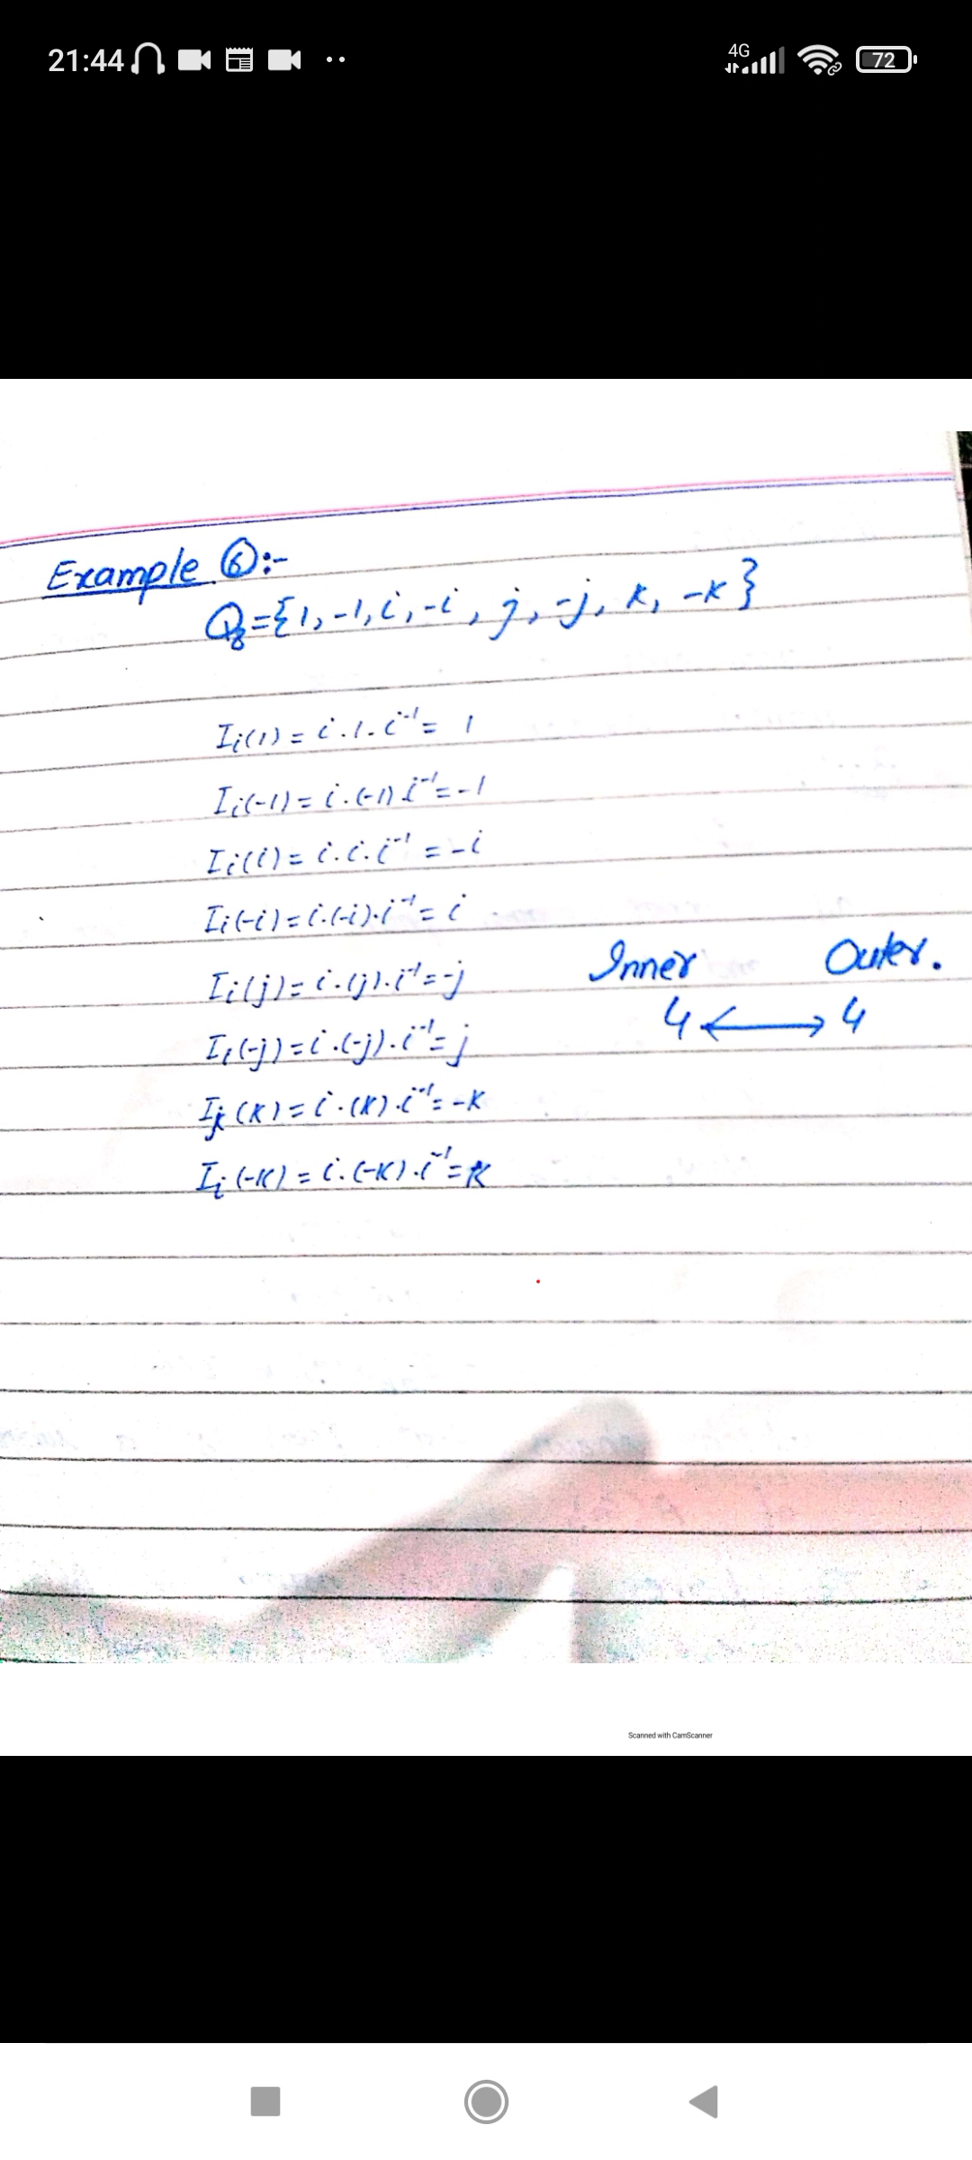 21:44
4G
72
Example ⑥:-
Q₈={1, -1, i, -i, j, -j, k, -k}
Iᵢ(1) = i.1.i⁻¹ = 1
Iᵢ(-1) = i.(-1) i⁻¹ = -1
Iᵢ(i) = i.i.i⁻¹ = -i
Iᵢ(-i) = i.(-i).i⁻¹ = i
Iᵢ(j) = i.(j).i⁻¹ = -j
Iᵢ(-j) = i.(-j).i⁻¹ = j
I (k) = i.(k).i⁻¹ = -k
Iᵢ(-k) = i.(-k).i⁻¹ = k
Inner Outer.
4 ⟷ 4
Scanned with CamScanner